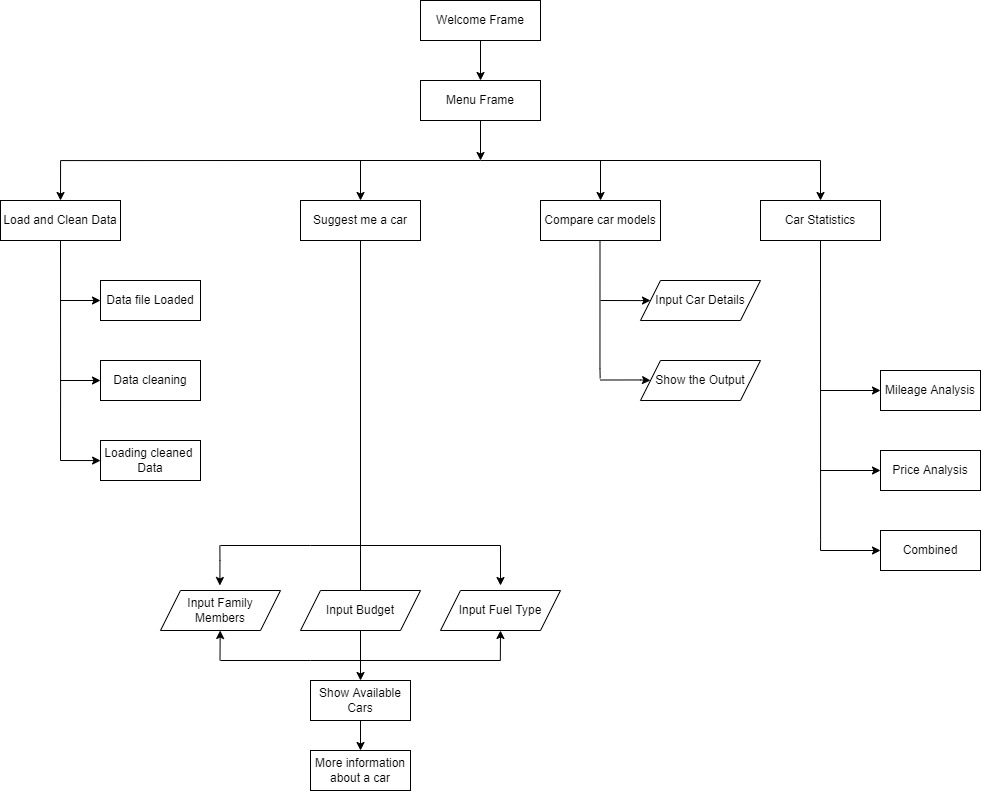 Welcome Frame
Menu Frame
Load and Clean Data
Suggest me a car
Compare car models
Car Statistics
Data file Loaded
Input Car Details
Data cleaning
Show the Output
Mileage Analysis
Loading cleaned
Data
Price Analysis
Combined
Input Family
Members
Input Budget
Input Fuel Type
Show Available
Cars
More information
about a car